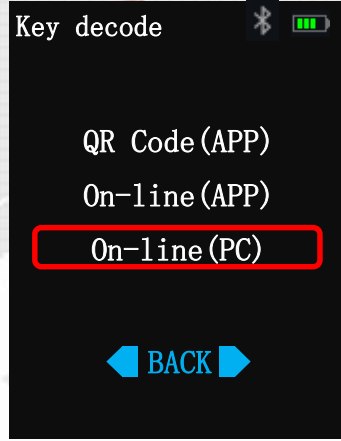 Key decode
QR Code(APP)
On-line(APP)
On-line(PC)
BACK